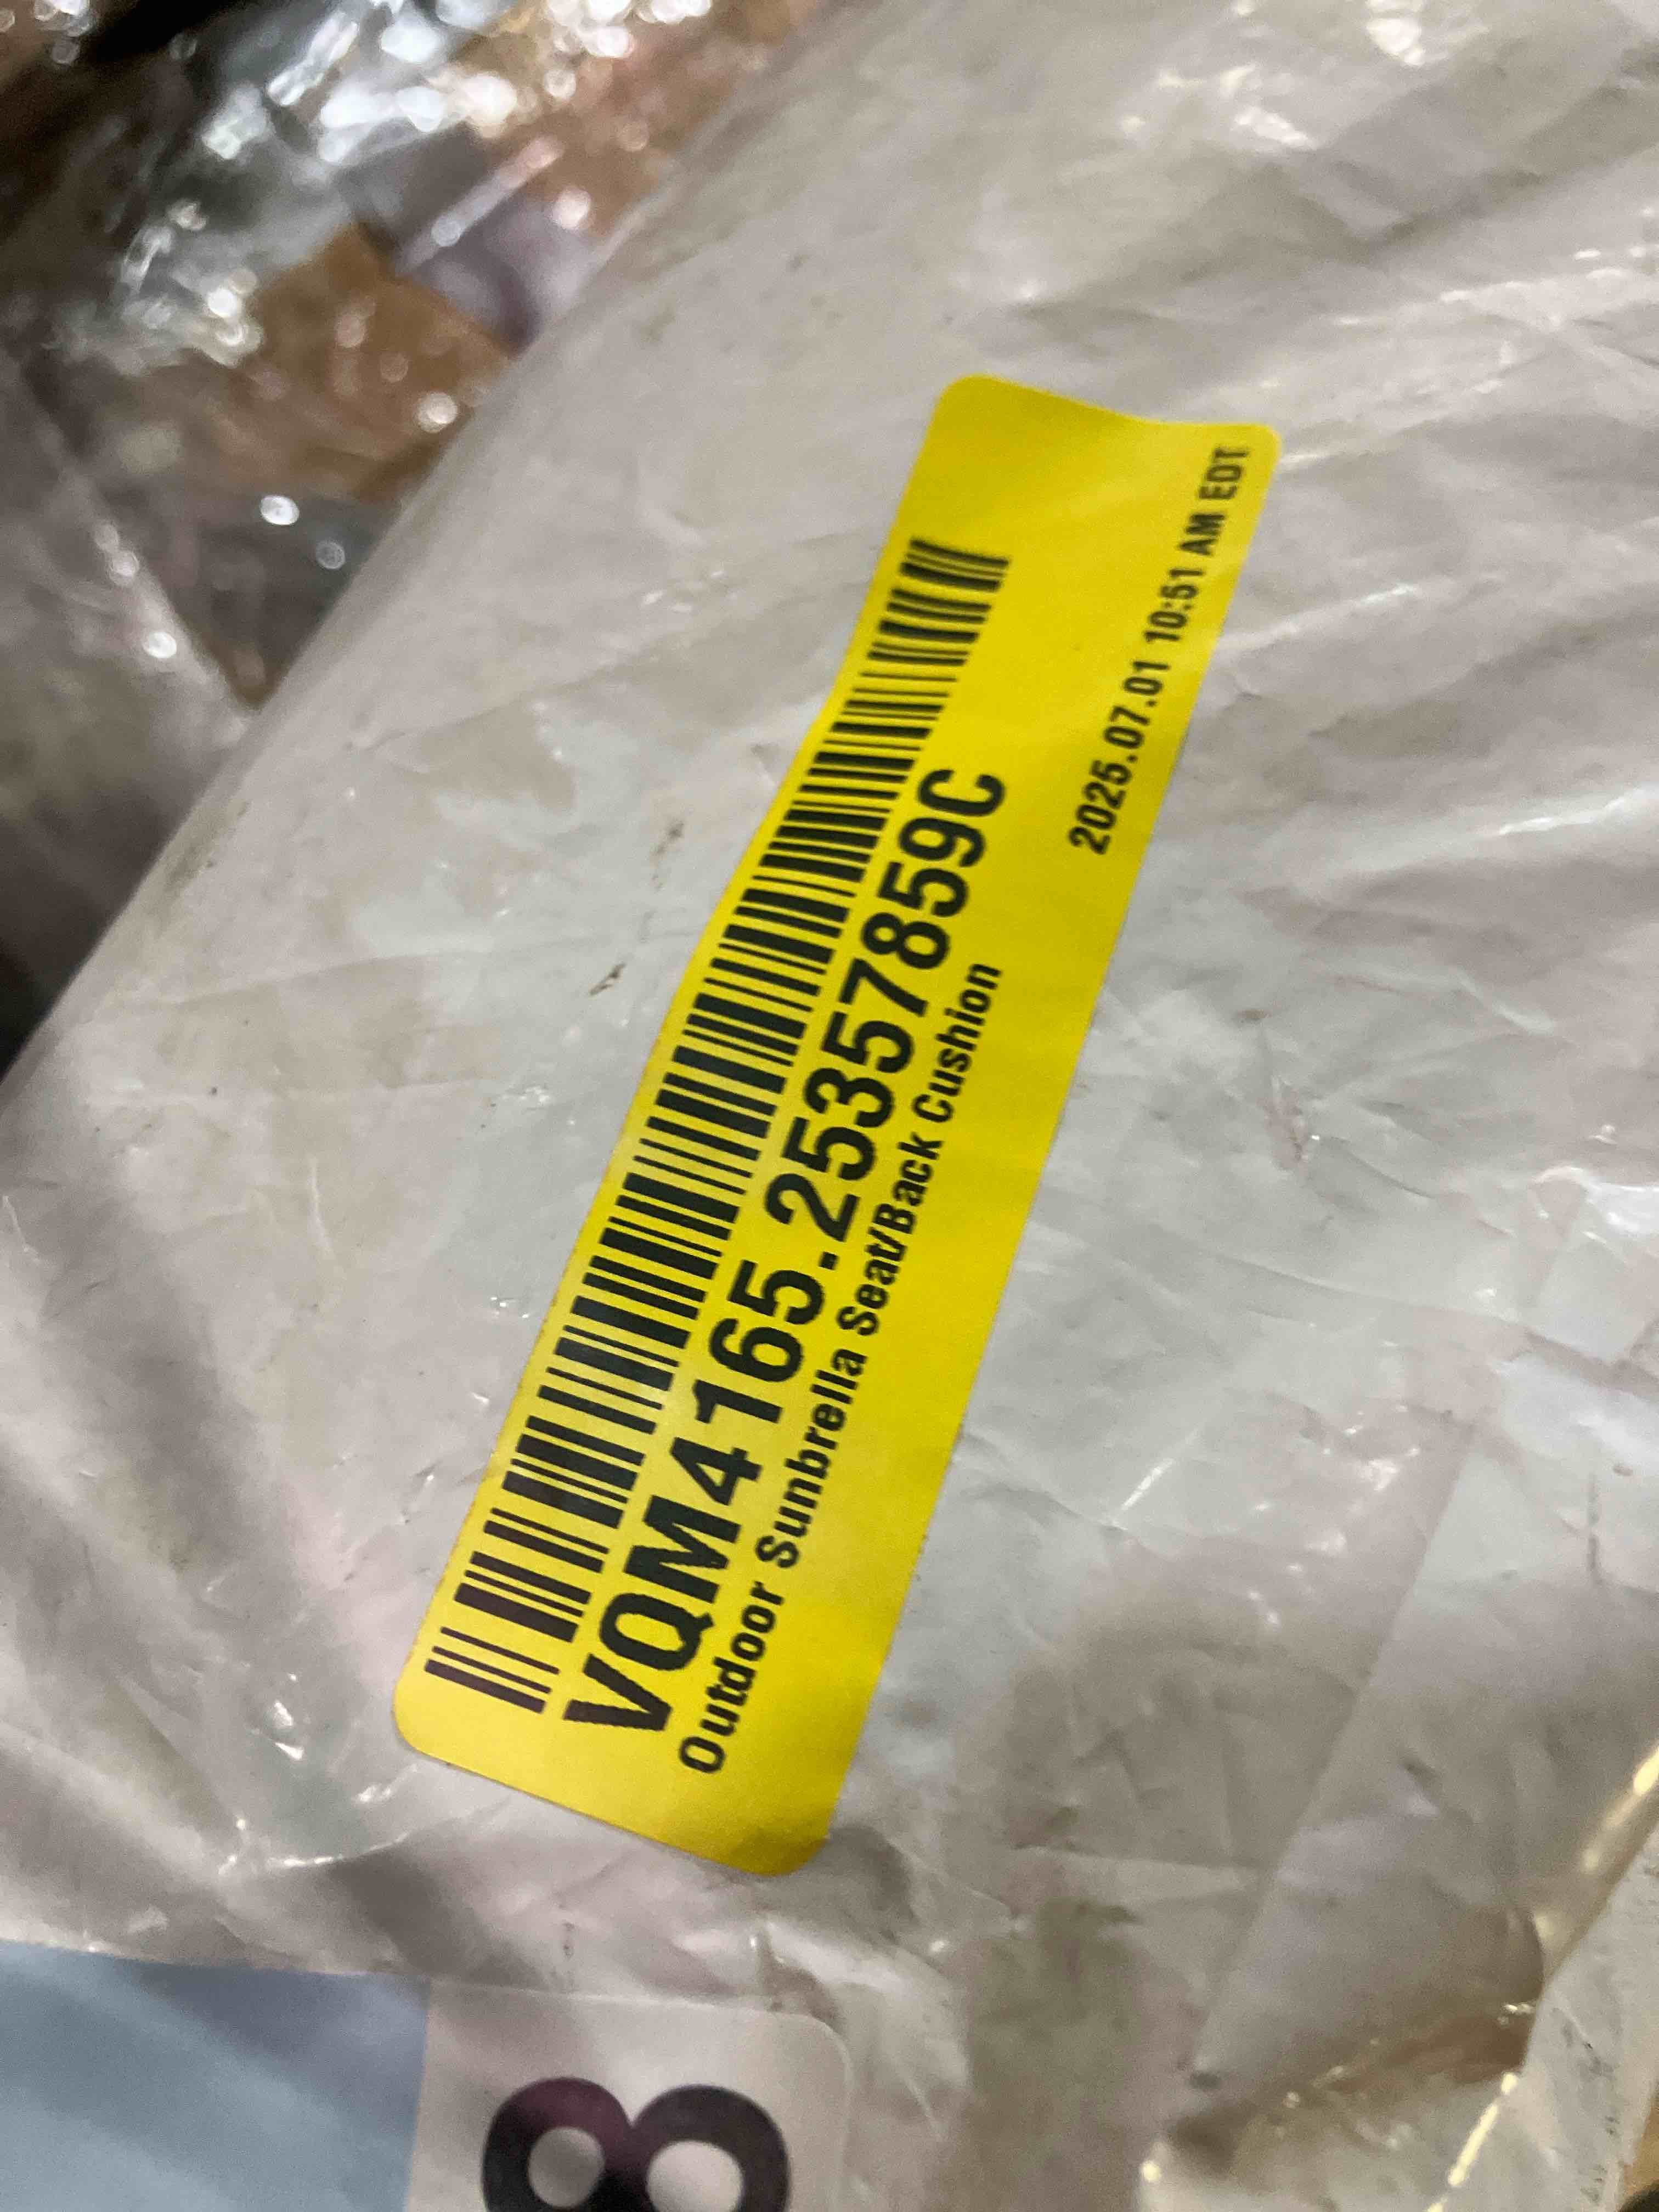 VQM4165.25357859C
Outdoor Sunbrella Seat/Back Cushion
2025.07.01 10:51 AM EDT
8